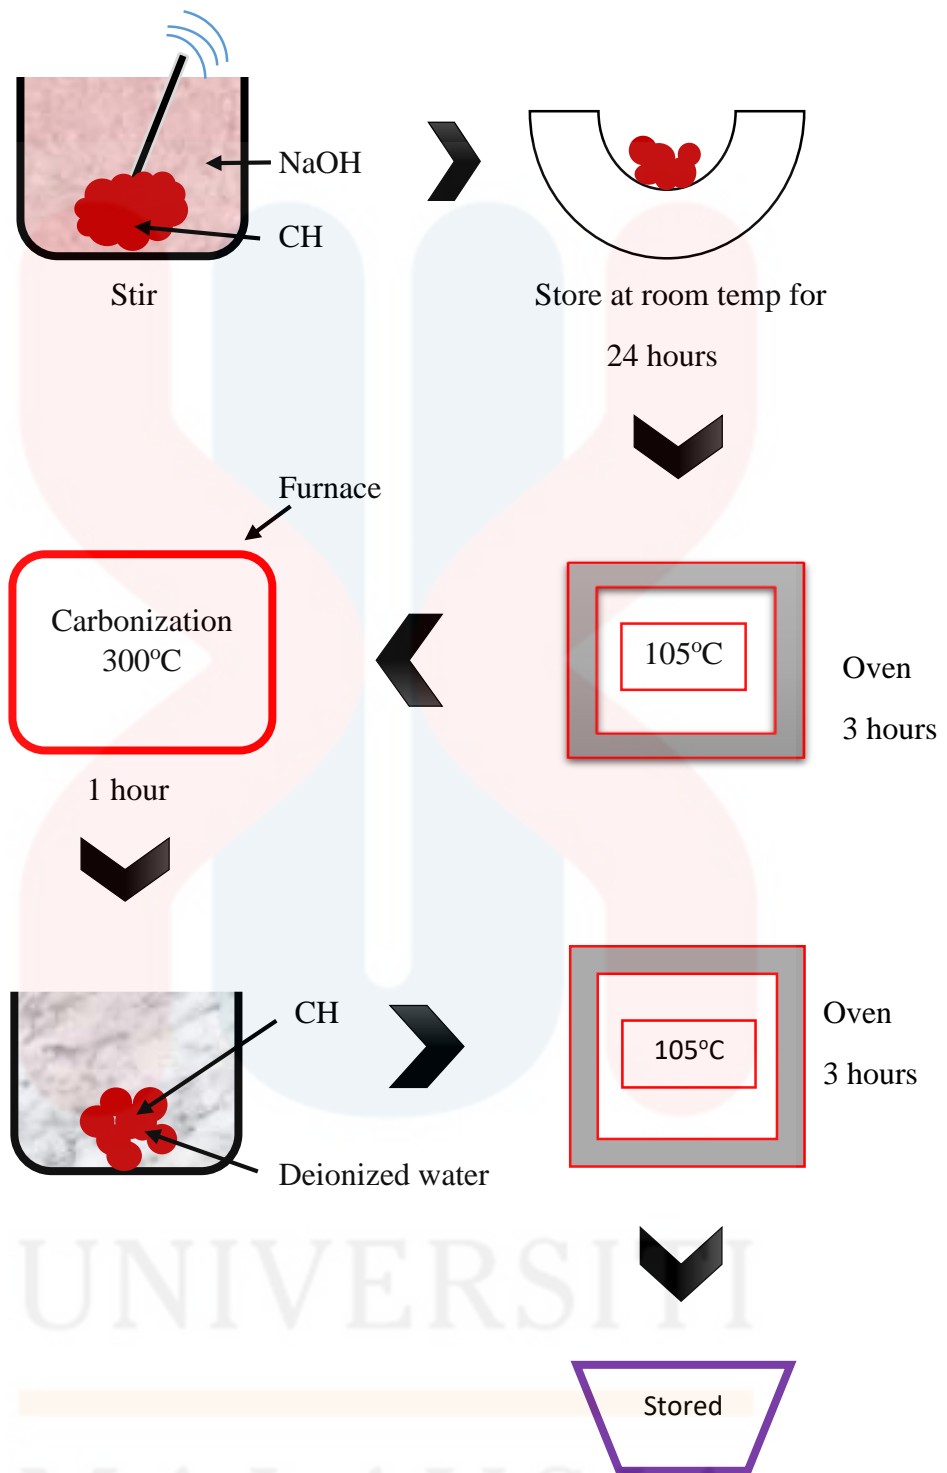 NaOH
CH
Stir
Store at room temp for
24 hours
Furnace
Carbonization
300ºC
1 hour
105ºC
Oven
3 hours
CH
Deionized water
105ºC
Oven
3 hours
UNIVERSITI
Stored